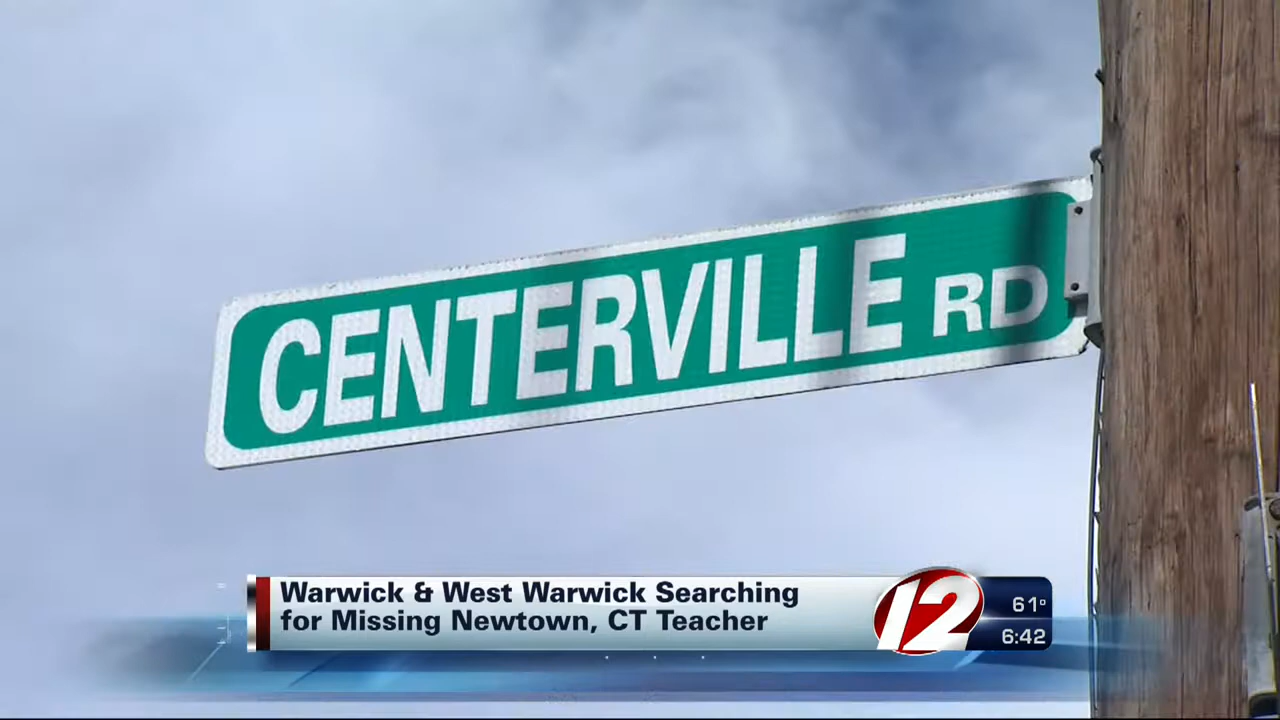 CENTERVILLE RD
Warwick & West Warwick Searching
for Missing Newtown, CT Teacher
12
61°
6:42